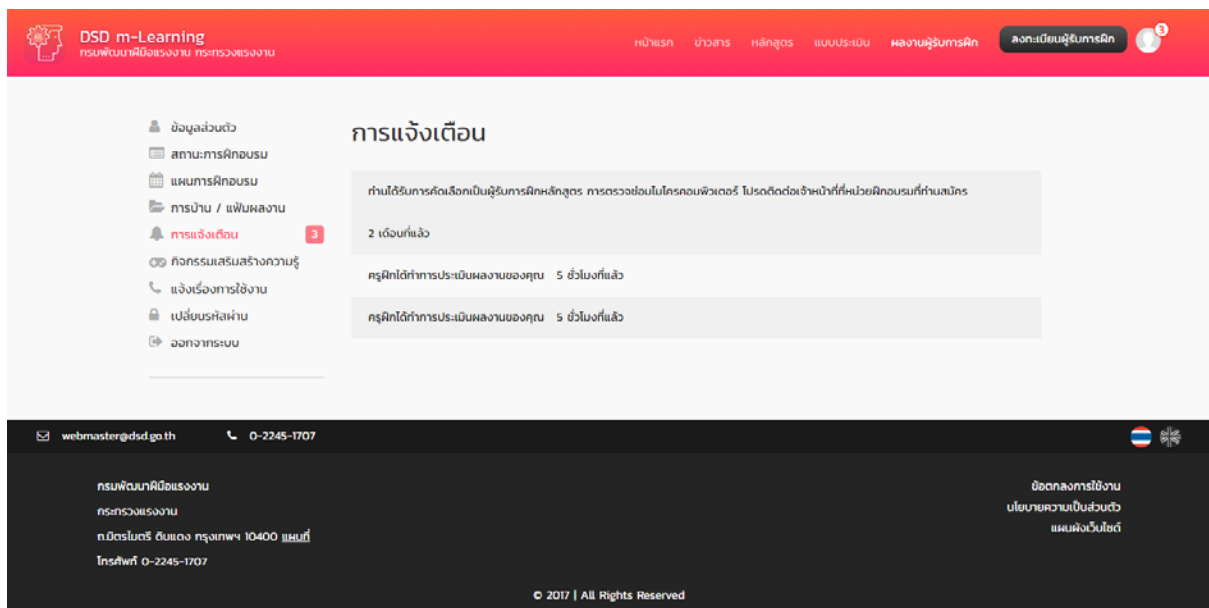 DSD m-Learning
กรมพัฒนาฝีมือแรงงาน กระทรวงแรงงาน
หน้าแรก ข่าวสาร หลักสูตร แบบประเมิน ผลงานผู้รับการฝึก ลงทะเบียนผู้รับการฝึก 3
ข้อมูลส่วนตัว
สถานะการฝึกอบรม
แผนการฝึกอบรม
การบ้าน / แฟ้มผลงาน
การแจ้งเตือน 3
กิจกรรมเสริมสร้างความรู้
แจ้งเรื่องการใช้งาน
เปลี่ยนรหัสผ่าน
ออกจากระบบ
การแจ้งเตือน
ท่านได้รับการคัดเลือกเป็นผู้รับการฝึกหลักสูตร การตรวจซ่อมไมโครคอมพิวเตอร์ โปรดติดต่อเจ้าหน้าที่ที่หน่วยฝึกอบรมที่ท่านสมัคร
2 เดือนที่แล้ว
ครูฝึกได้ทำการประเมินผลงานของคุณ 5 ชั่วโมงที่แล้ว
ครูฝึกได้ทำการประเมินผลงานของคุณ 5 ชั่วโมงที่แล้ว
webmaster@dsd.go.th 0-2245-1707
กรมพัฒนาฝีมือแรงงาน
กระทรวงแรงงาน
ถ.มิตรไมตรี ดินแดง กรุงเทพฯ 10400 แผนที่
โทรศัพท์ 0-2245-1707
ข้อตกลงการใช้งาน
นโยบายความเป็นส่วนตัว
แผนผังเว็บไซต์
© 2017 | All Rights Reserved